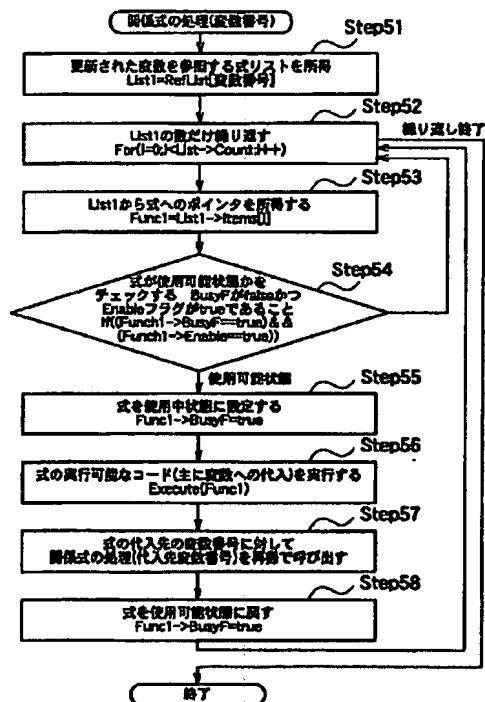 関係式の処理(変数番号)
Step51
更新された変数を参照する式リストを所得
List1=RefList[変数番号]
Step52
List1の数だけ繰り返す
For(I=0;I<List->Count;I++)
繰り返し終了
Step53
List1から式へのポインタを所得する
Func1=List1->Items[I]
Step54
式が使用可能状態かを
チェックする BusyFがfalseかつ
Enableフラグがtrueであること
If((Funch1->BusyF==true)&&
(Funch1->Enable==true))
使用可能状態
Step55
式を使用中状態に設定する
Func1->BusyF=true
Step56
式の実行可能なコード(主に変数への代入)を実行する
Execute(Func1)
Step57
式の代入先の変数番号に対して
関係式の処理(代入先変数番号)を再帰で呼び出す
Step58
式を使用可能状態に戻す
Func1->BusyF=true
終了